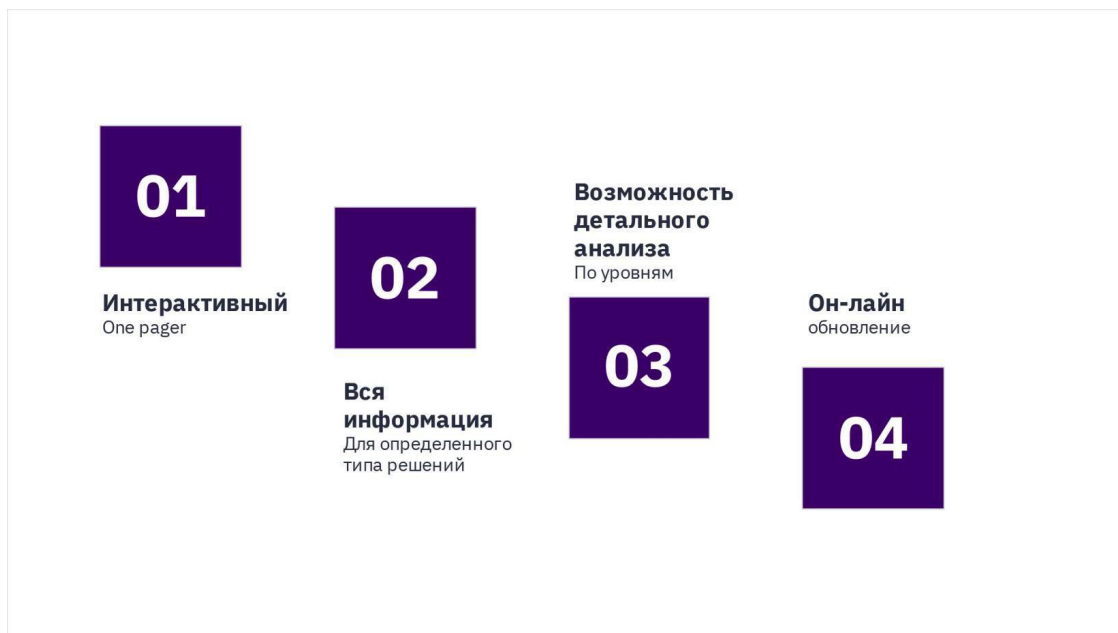 01
Интерактивный
One pager
02
Вся
информация
Для определенного
типа решений
Возможность
детального
анализа
По уровням
03
Он-лайн
обновление
04